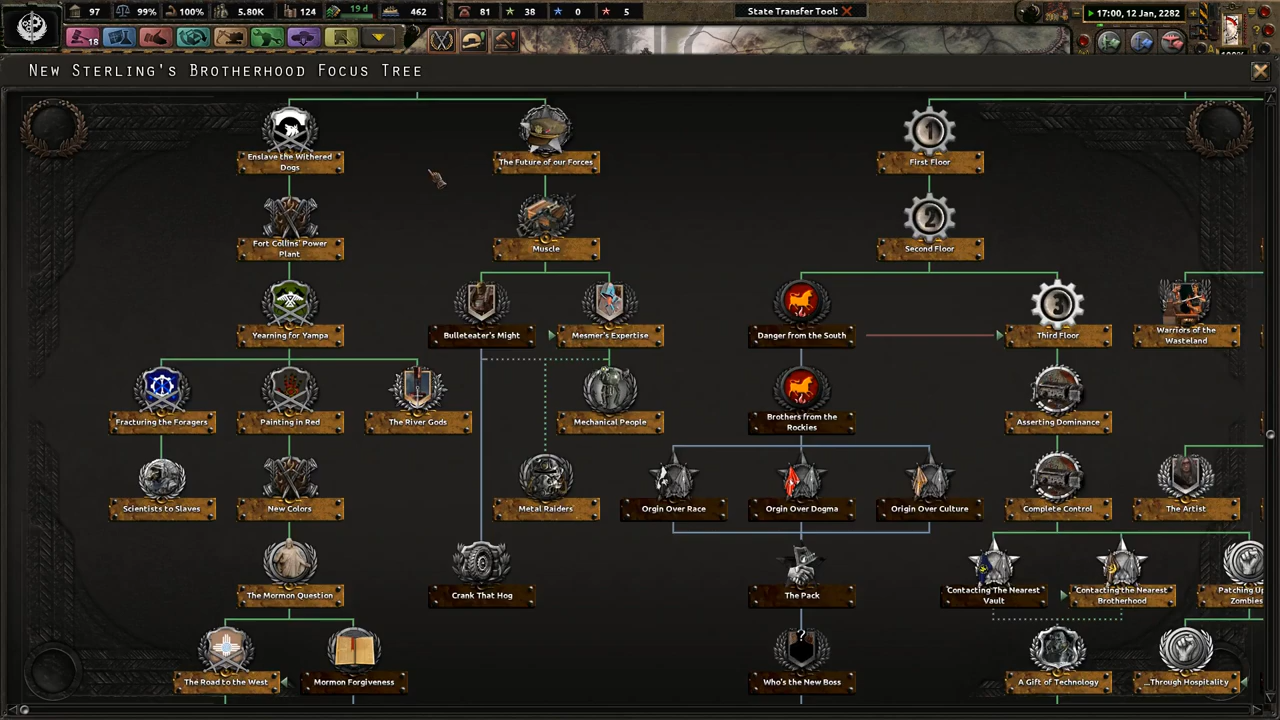 97 99% 100% 5.80K 124 19 d 462 81 38 0 5 State Transfer Tool: 17:00, 12 Jan, 2282
18
New Sterling's Brotherhood Focus Tree
1
Enslave the Withered
Dogs
The Future of our Forces
First Floor
2
Fort Collins' Power
Plant
Muscle
Second Floor
3
Yearning for Yampa
Bulleteater's Might
Mesmer's Expertise
Danger from the South
Third Floor
Warriors of the
Wasteland
Fracturing the Foragers
Painting in Red
The River Gods
Mechanical People
Brothers from the
Rockies
Asserting Dominance
Scientists to Slaves
New Colors
Metal Raiders
Orgin Over Race
Orgin Over Dogma
Orgin Over Culture
Complete Control
The Artist
The Mormon Question
Crank That Hog
The Pack
Contacting The Nearest
Vault
Contacting the Nearest
Brotherhood
Patching Up
Zombies
?
The Road to the West
Mormon Forgiveness
Who's the New Boss
A Gift of Technology
...Through Hospitality